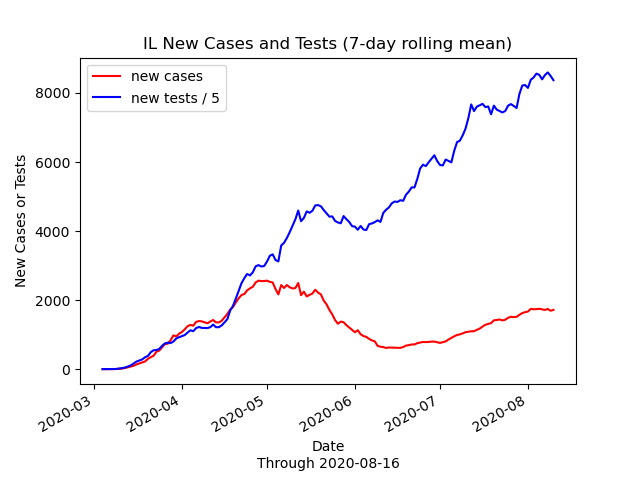 IL New Cases and Tests (7-day rolling mean)
new cases
new tests / 5
8000
6000
4000
2000
0
New Cases or Tests
2020-03
2020-04
2020-05
2020-06
2020-07
2020-08
Date
Through 2020-08-16